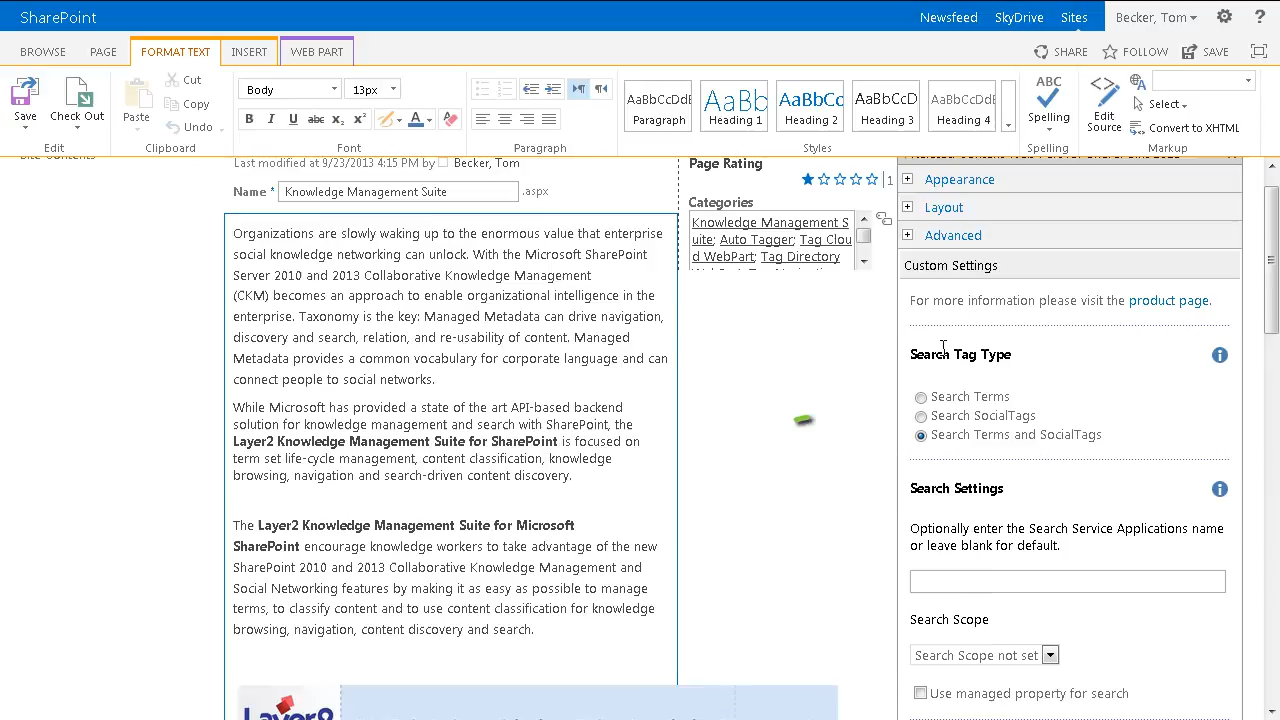 SharePoint
Newsfeed SkyDrive Sites Becker, Tom ?
BROWSE PAGE FORMAT TEXT INSERT WEB PART SHARE FOLLOW SAVE
Save Check Out Paste Cut Copy Undo
Body 13px
B I U abc x₂ x²
AaBbCcDdE AaBb AaBbCc AaBbCcD AaBbCcDdE
Paragraph Heading 1 Heading 2 Heading 3 Heading 4
ABC Spelling Edit Source Select Convert to XHTML
Edit Clipboard Font Paragraph Styles Spelling Markup
Last modified at 9/23/2013 4:15 PM by Becker, Tom
Name * Knowledge Management Suite .aspx
Organizations are slowly waking up to the enormous value that enterprise
social knowledge networking can unlock. With the Microsoft SharePoint
Server 2010 and 2013 Collaborative Knowledge Management
(CKM) becomes an approach to enable organizational intelligence in the
enterprise. Taxonomy is the key: Managed Metadata can drive navigation,
discovery and search, relation, and re-usability of content. Managed
Metadata provides a common vocabulary for corporate language and can
connect people to social networks.
While Microsoft has provided a state of the art API-based backend
solution for knowledge management and search with SharePoint, the
Layer2 Knowledge Management Suite for SharePoint is focused on
term set life-cycle management, content classification, knowledge
browsing, navigation and search-driven content discovery.
The Layer2 Knowledge Management Suite for Microsoft
SharePoint encourage knowledge workers to take advantage of the new
SharePoint 2010 and 2013 Collaborative Knowledge Management and
Social Networking features by making it as easy as possible to manage
terms, to classify content and to use content classification for knowledge
browsing, navigation, content discovery and search.
Page Rating
1
Categories
Knowledge Management S
uite; Auto Tagger; Tag Clou
d WebPart; Tag Directory
Appearance
Layout
Advanced
Custom Settings
For more information please visit the product page.
Search Tag Type
Search Terms
Search SocialTags
Search Terms and SocialTags
Search Settings
Optionally enter the Search Service Applications name
or leave blank for default.
Search Scope
Search Scope not set
Use managed property for search